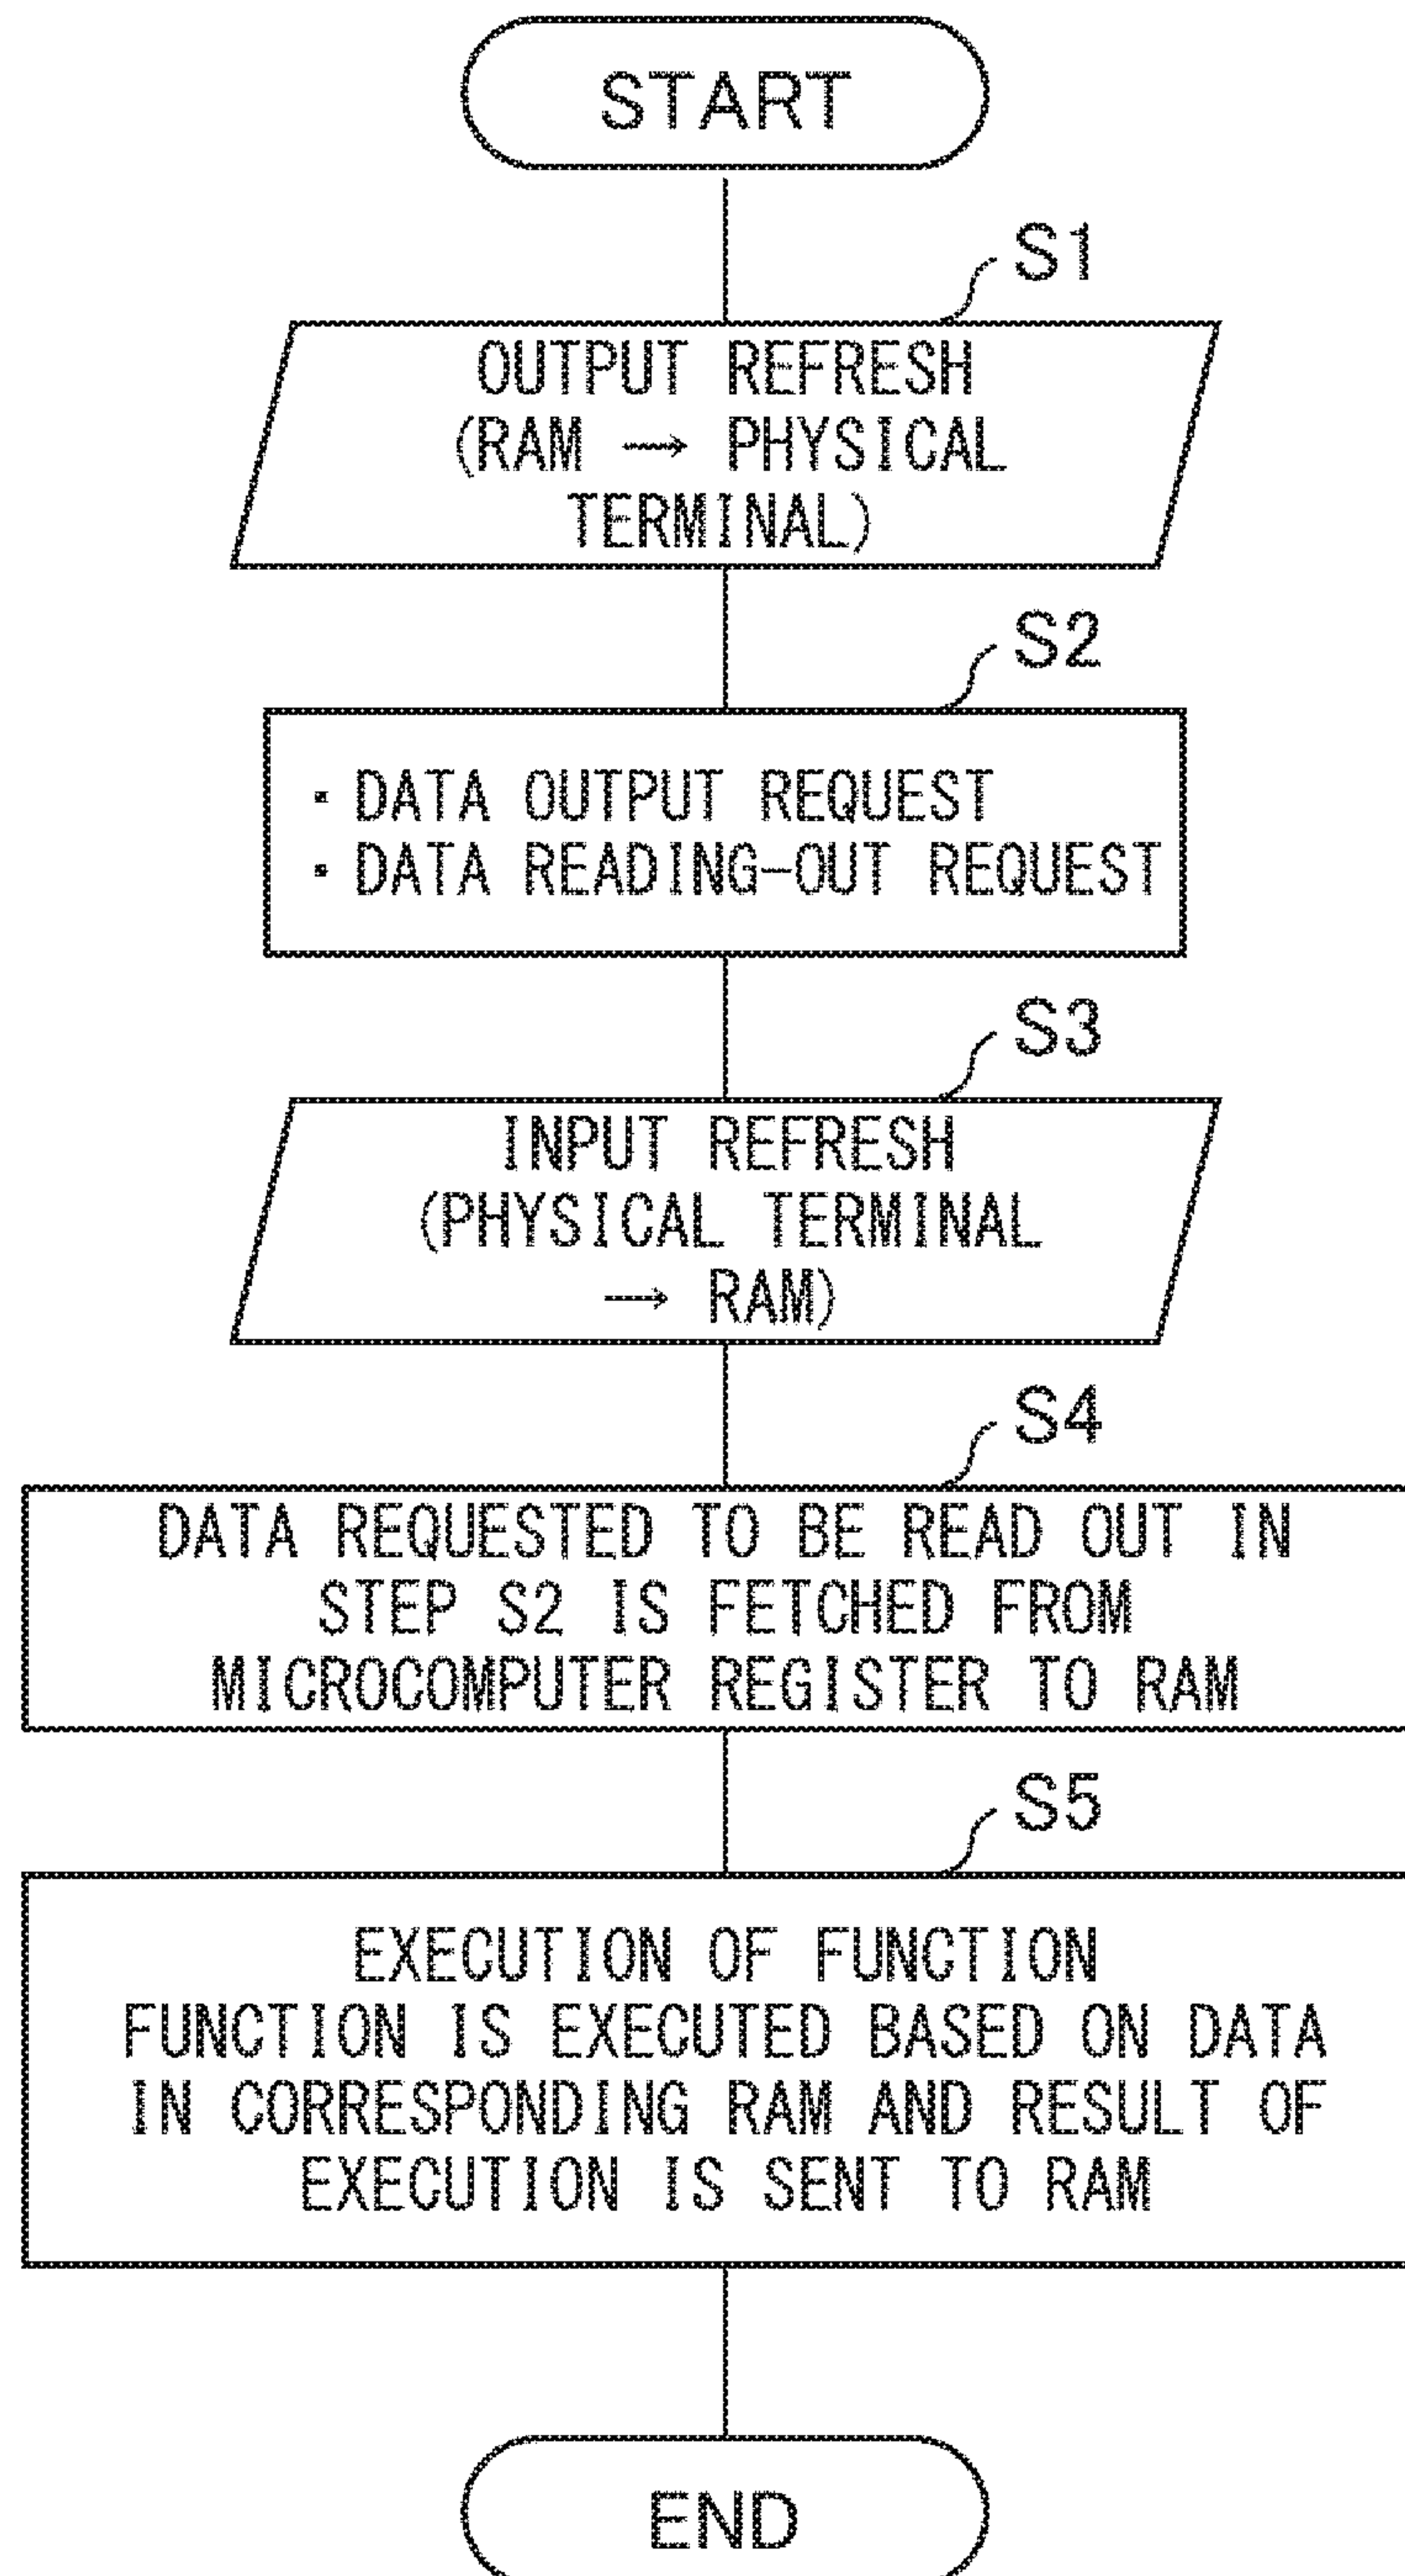 START
S1
OUTPUT REFRESH
(RAM → PHYSICAL
TERMINAL)
S2
・DATA OUTPUT REQUEST
・DATA READING-OUT REQUEST
S3
INPUT REFRESH
(PHYSICAL TERMINAL
→ RAM)
S4
DATA REQUESTED TO BE READ OUT IN
STEP S2 IS FETCHED FROM
MICROCOMPUTER REGISTER TO RAM
S5
EXECUTION OF FUNCTION
FUNCTION IS EXECUTED BASED ON DATA
IN CORRESPONDING RAM AND RESULT OF
EXECUTION IS SENT TO RAM
END